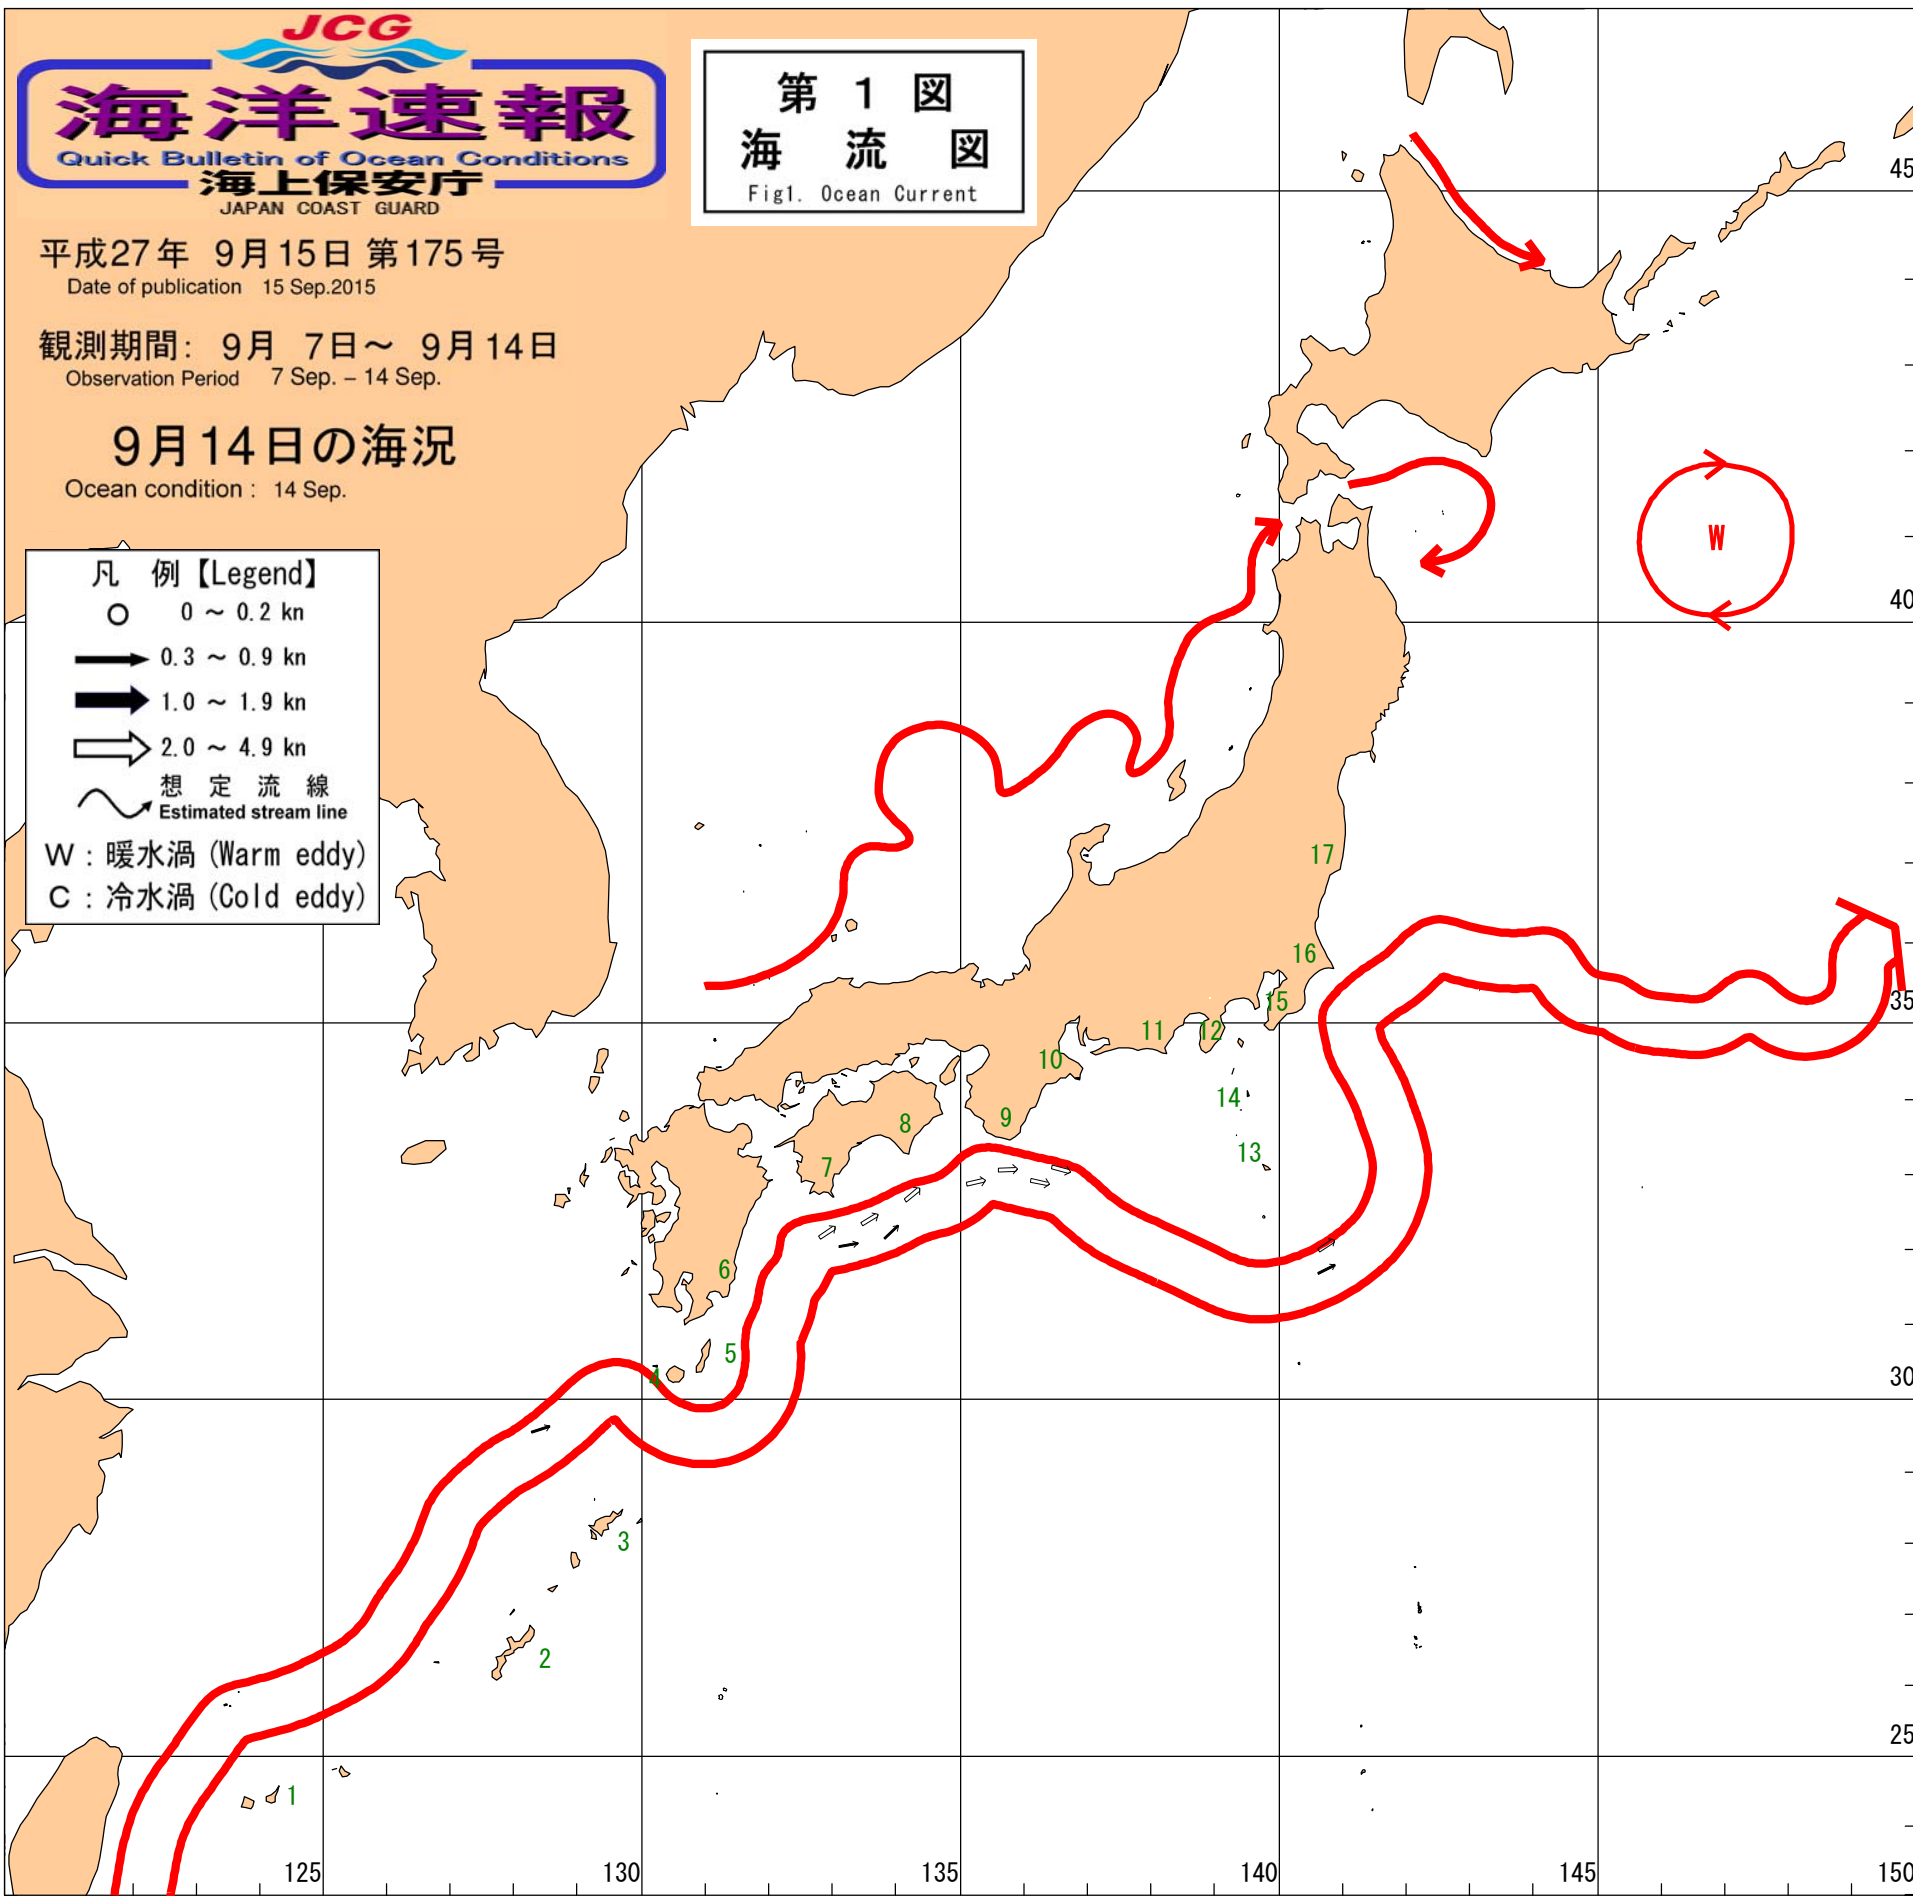 JCG
海洋速報
Quick Bulletin of Ocean Conditions
海上保安庁
JAPAN COAST GUARD
平成27年 9月15日 第175号
Date of publication 15 Sep.2015
観測期間: 9月 7日～ 9月14日
Observation Period 7 Sep. – 14 Sep.
9月14日の海況
Ocean condition : 14 Sep.
第 1 図
海 流 図
Fig1. Ocean Current
凡 例【Legend】
0 ～ 0.2 kn
0.3 ～ 0.9 kn
1.0 ～ 1.9 kn
2.0 ～ 4.9 kn
想 定 流 線
Estimated stream line
W : 暖水渦 (Warm eddy)
C : 冷水渦 (Cold eddy)
45
W
40
17
16
35
15
12
11
10
14
9
8
13
7
6
5
4
30
3
2
25
1
125
130
135
140
145
150